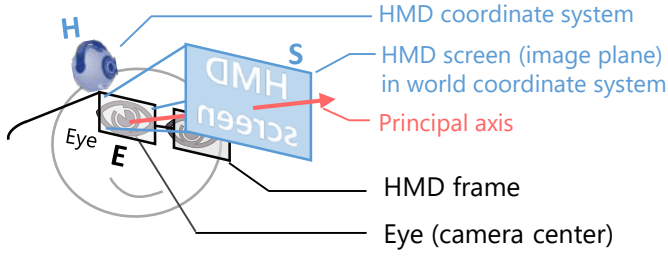 H
HMD coordinate system
S
HMD screen (image plane)
in world coordinate system
HMD
screen
Principal axis
Eye
E
HMD frame
Eye (camera center)